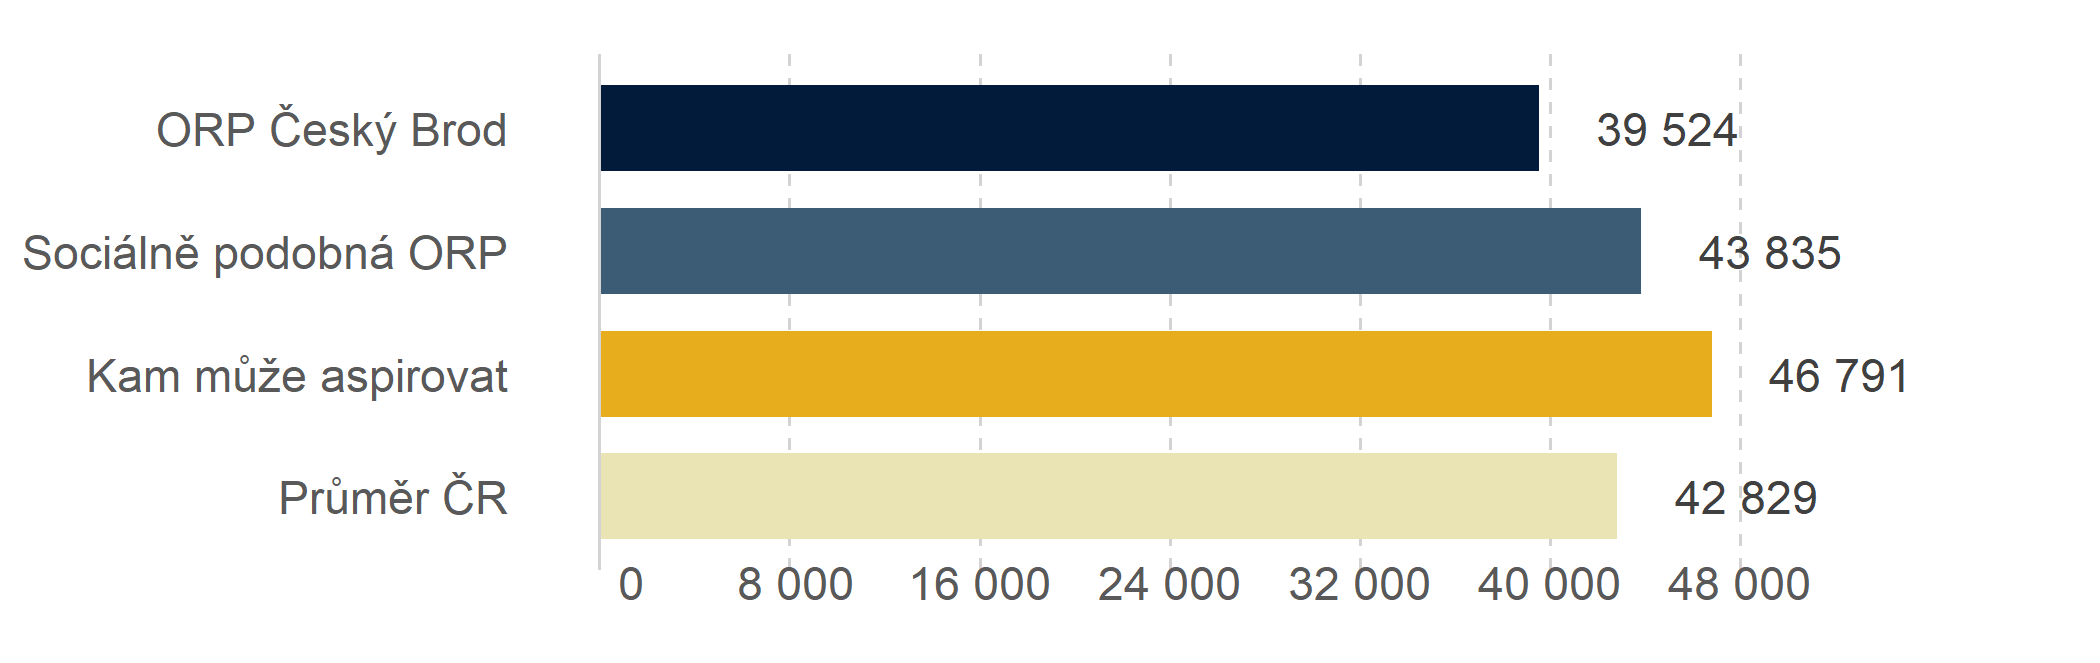 ORP Český Brod 39 524
Sociálně podobná ORP 43 835
Kam může aspirovat 46 791
Průměr ČR 42 829
0 8 000 16 000 24 000 32 000 40 000 48 000